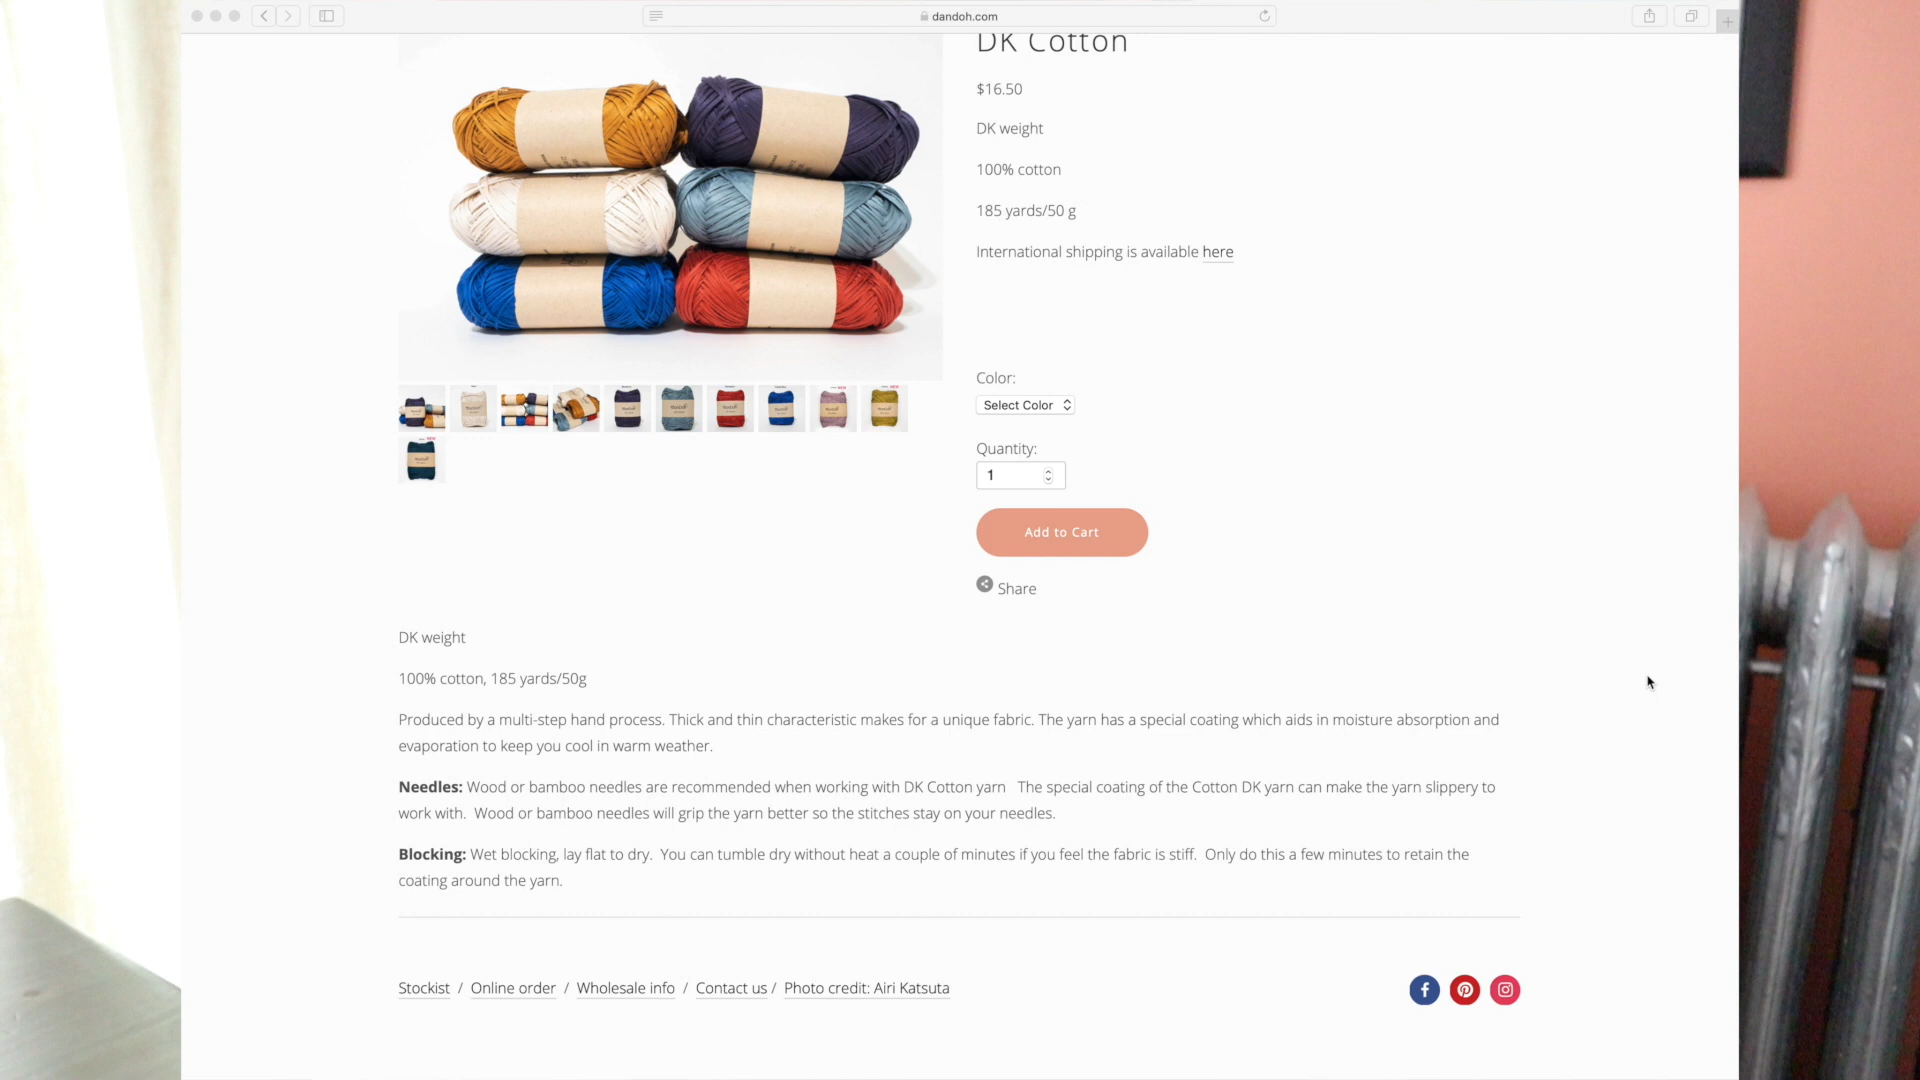 dandoh.com
DK Cotton
$16.50
DK weight
100% cotton
185 yards/50 g
International shipping is available here
Color:
Select Color
Quantity:
1
Add to Cart
Share
DK weight
100% cotton, 185 yards/50g
Produced by a multi-step hand process. Thick and thin characteristic makes for a unique fabric. The yarn has a special coating which aids in moisture absorption and
evaporation to keep you cool in warm weather.
Needles: Wood or bamboo needles are recommended when working with DK Cotton yarn   The special coating of the Cotton DK yarn can make the yarn slippery to
work with.  Wood or bamboo needles will grip the yarn better so the stitches stay on your needles.
Blocking: Wet blocking, lay flat to dry.  You can tumble dry without heat a couple of minutes if you feel the fabric is stiff.  Only do this a few minutes to retain the
coating around the yarn.
Stockist / Online order / Wholesale info / Contact us / Photo credit: Airi Katsuta